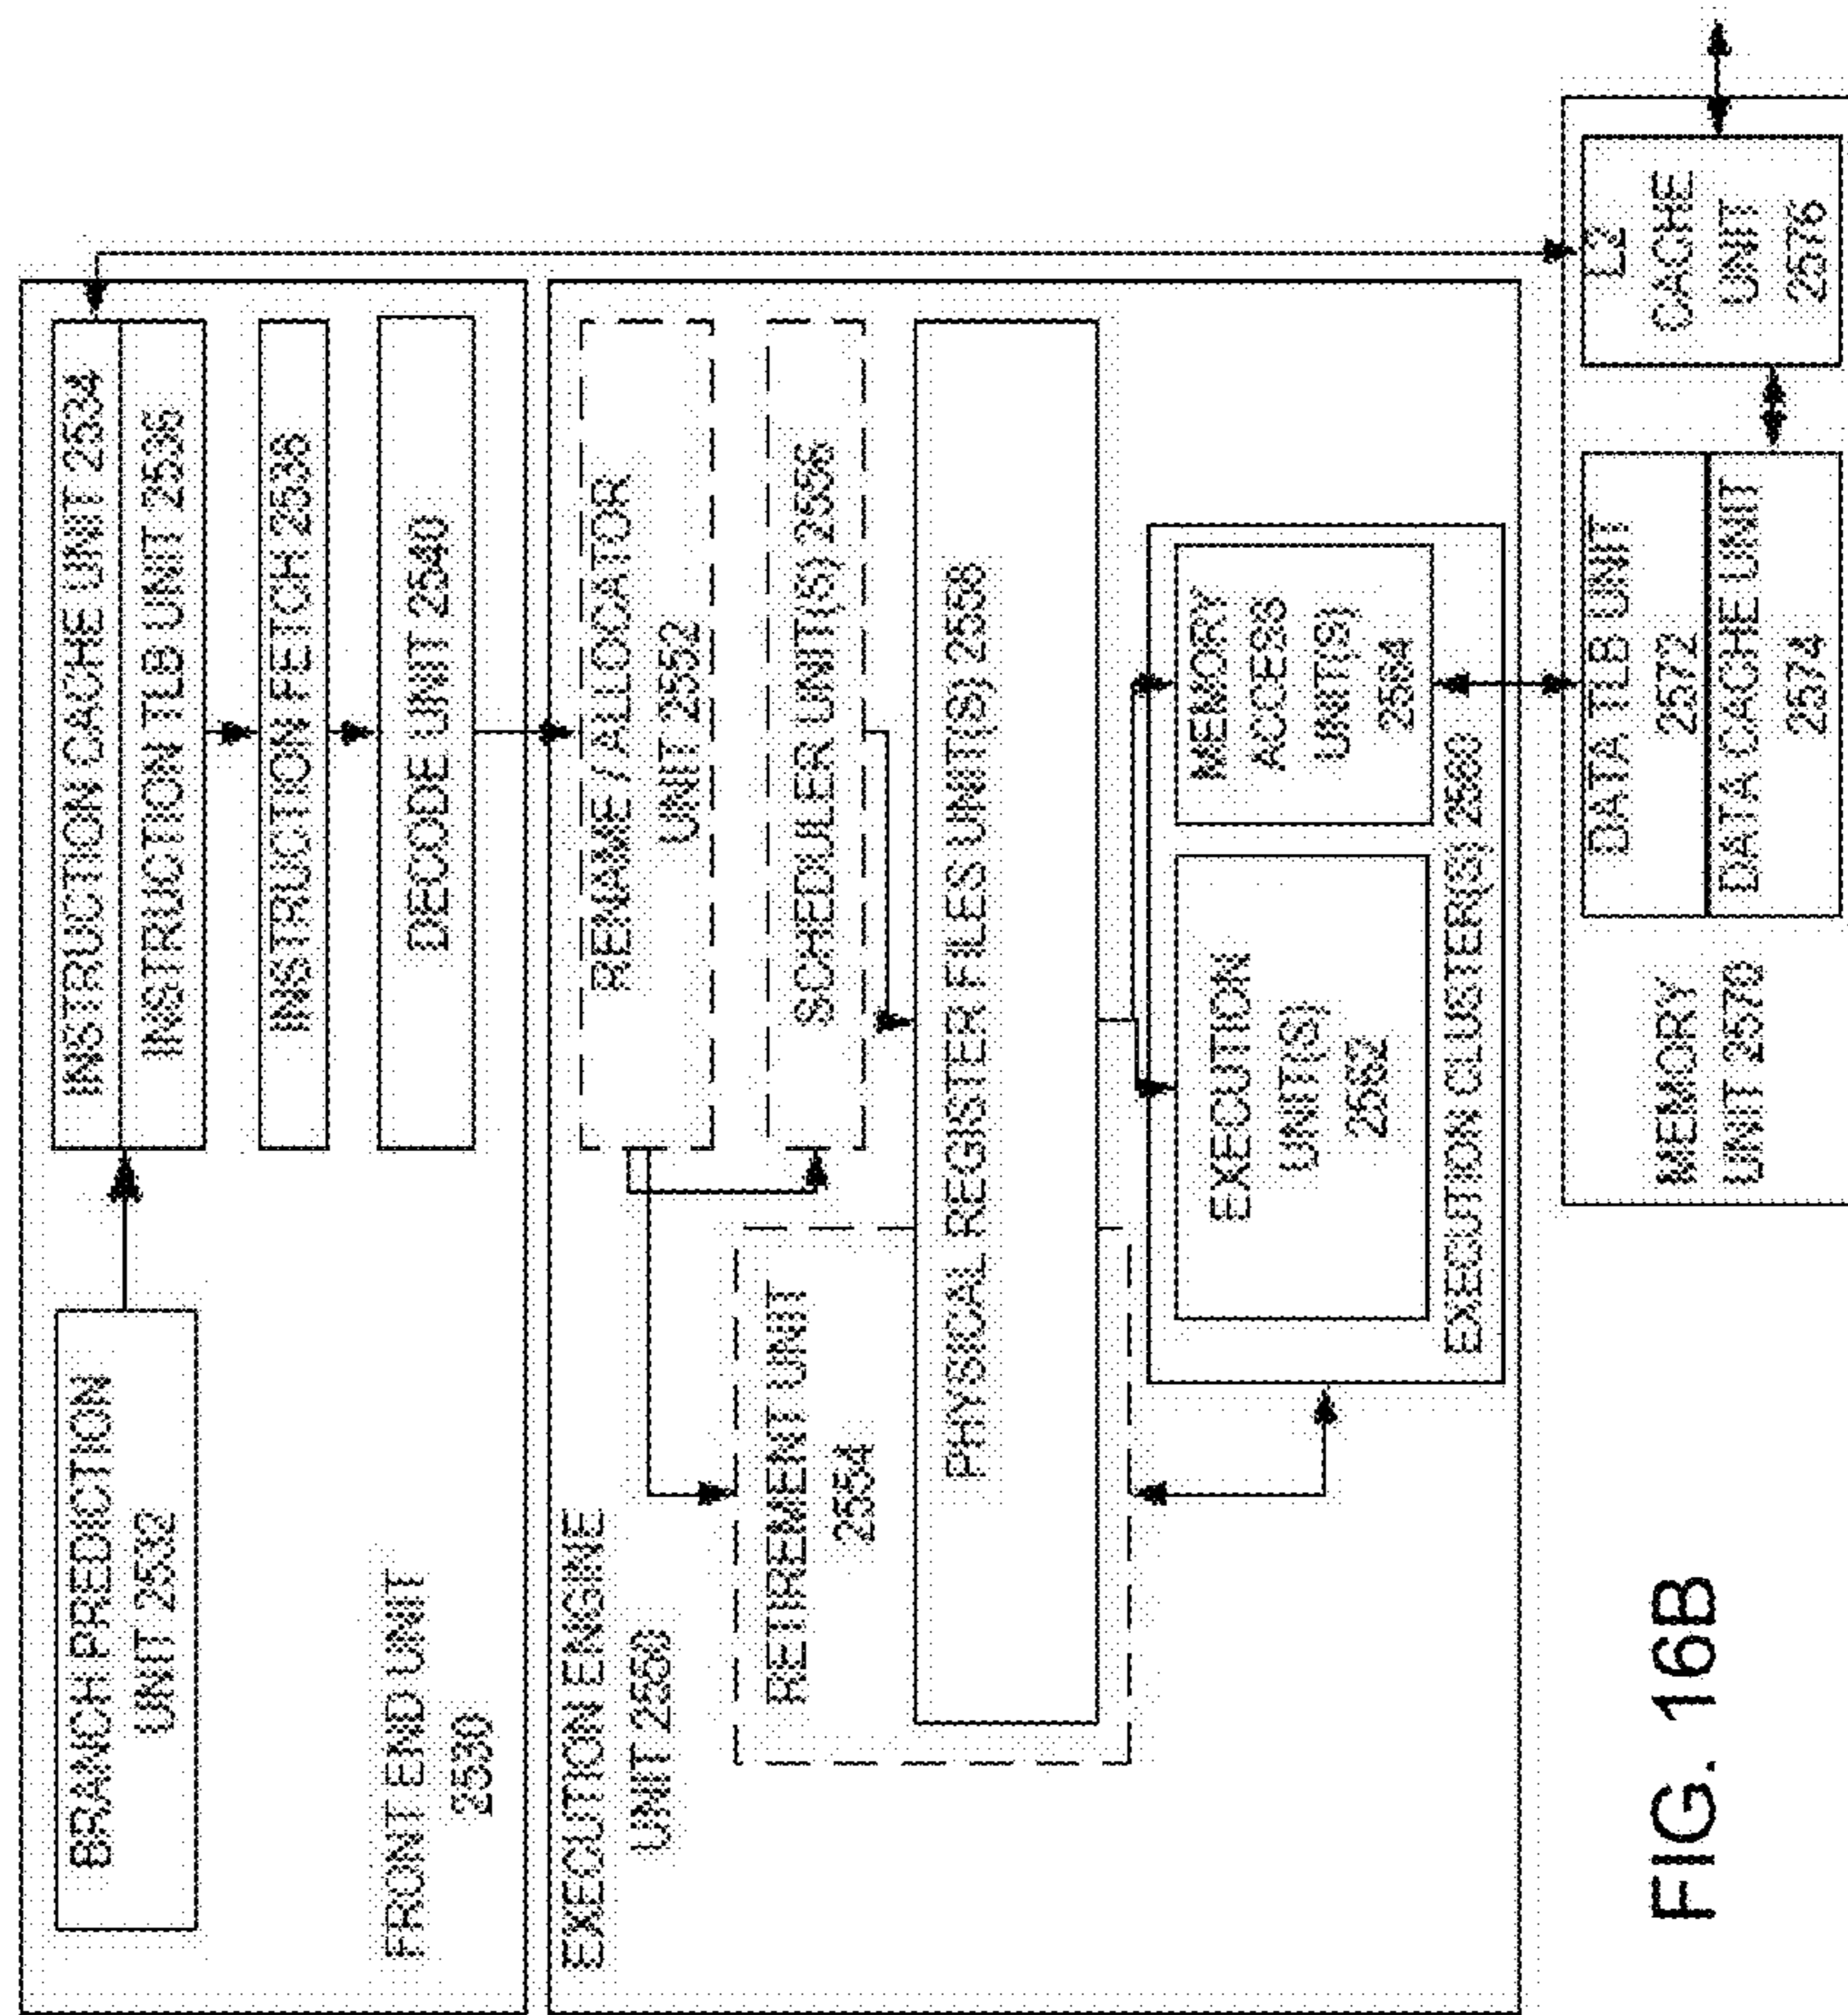 BRANCH PREDICTION
UNIT 2532
INSTRUCTION CACHE UNIT 2534
INSTRUCTION TLB UNIT 2536
INSTRUCTION FETCH 2538
DECODE UNIT 2540
FRONT END UNIT
2530
EXECUTION ENGINE
UNIT 2550
RENAME / ALLOCATOR
UNIT 2552
SCHEDULER UNIT(S) 2556
RETIREMENT UNIT
2554
PHYSICAL REGISTER FILES UNIT(S) 2558
EXECUTION
UNIT(S)
2562
MEMORY
ACCESS
UNIT(S)
2564
EXECUTION CLUSTER(S) 2560
MEMORY
UNIT 2570
DATA TLB UNIT
2572
DATA CACHE UNIT
2574
L2
CACHE
UNIT
2576
FIG. 16B